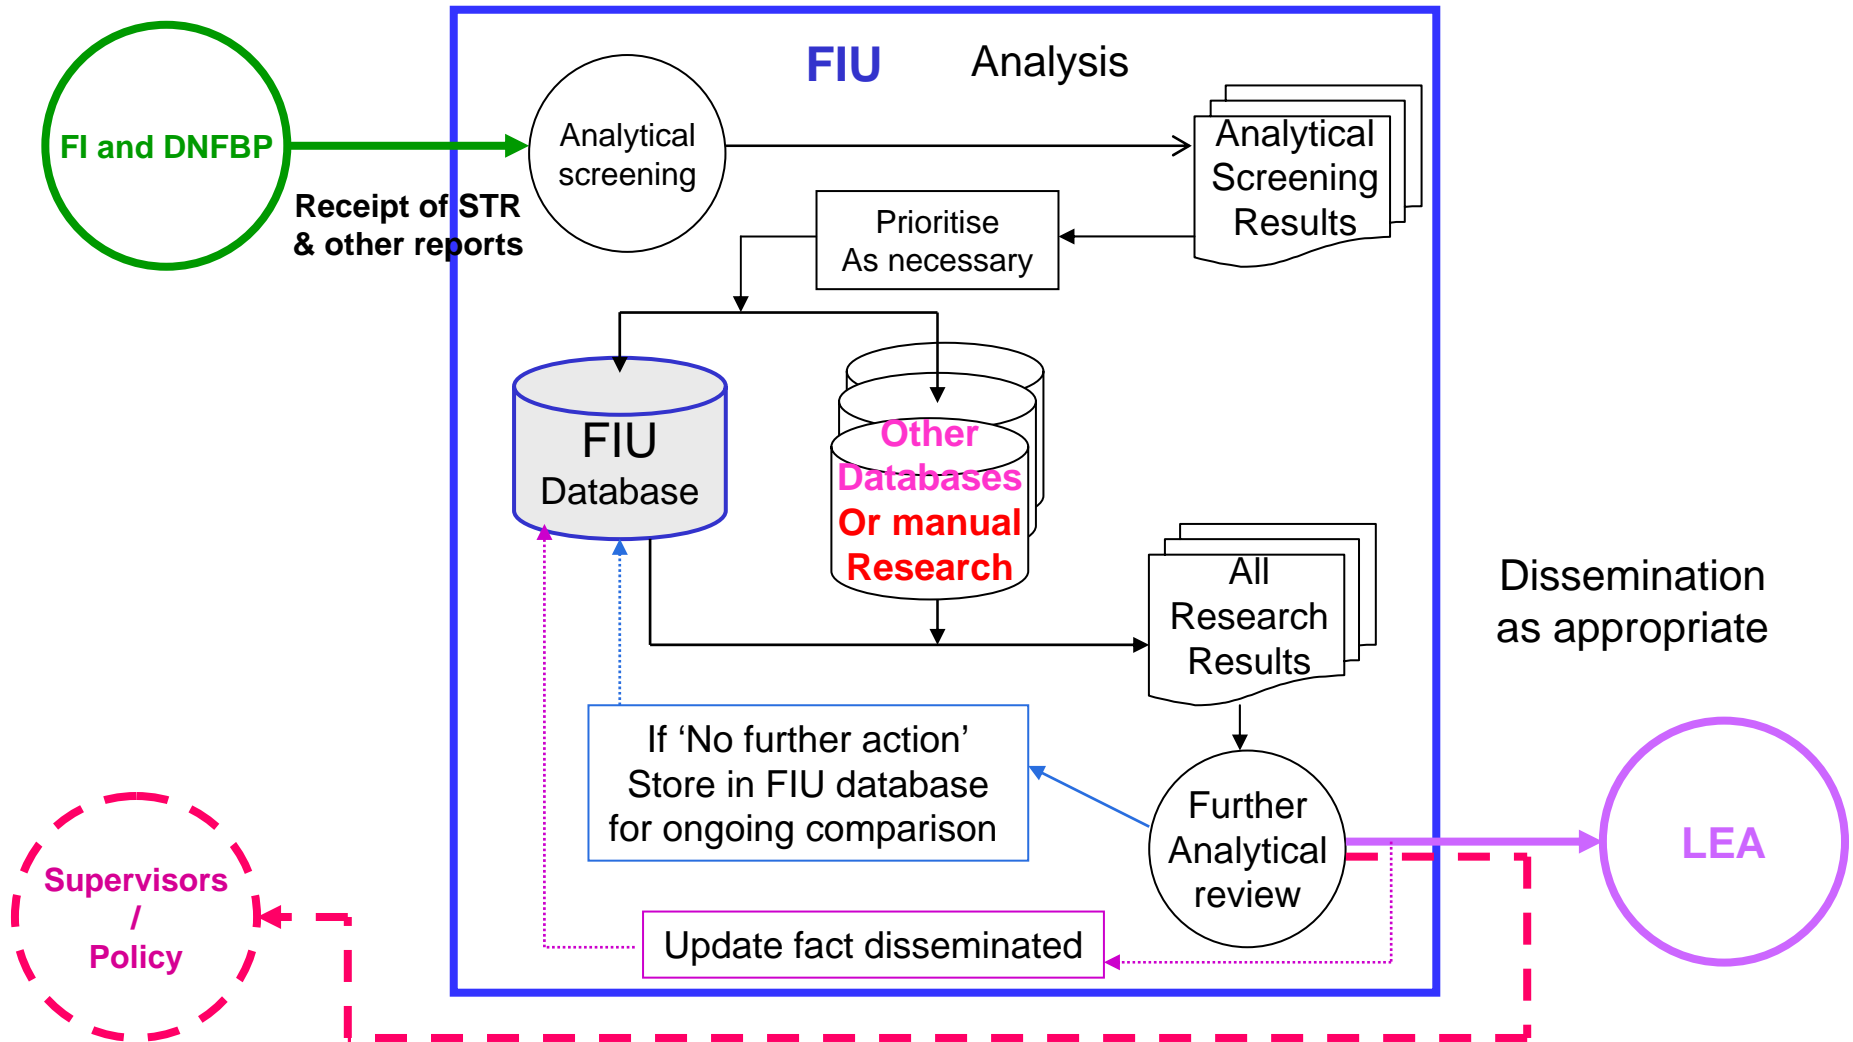 FIU Analysis
FI and DNFBP
Receipt of STR
& other reports
Analytical
screening
Analytical
Screening
Results
Prioritise
As necessary
FIU
Database
Other
Databases
Or manual
Research
All
Research
Results
Dissemination
as appropriate
If ‘No further action’
Store in FIU database
for ongoing comparison
Further
Analytical
review
LEA
Supervisors
/
Policy
Update fact disseminated